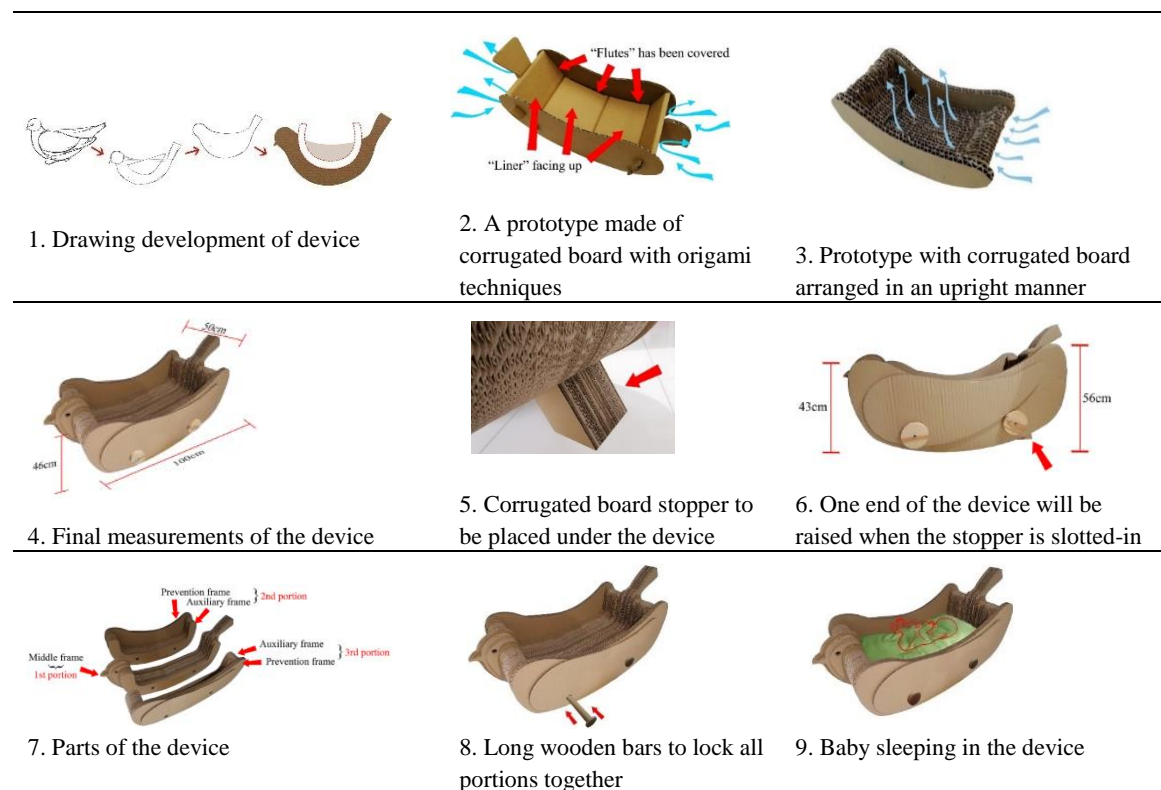 “Flutes” has been covered
“Liner” facing up
1. Drawing development of device
2. A prototype made of
corrugated board with origami
techniques
3. Prototype with corrugated board
arranged in an upright manner
50cm
46cm
100cm
43cm
56cm
4. Final measurements of the device
5. Corrugated board stopper to
be placed under the device
6. One end of the device will be
raised when the stopper is slotted-in
Prevention frame
Auxiliary frame
2nd portion
Auxiliary frame
Prevention frame
3rd portion
Middle frame
1st portion
7. Parts of the device
8. Long wooden bars to lock all
portions together
9. Baby sleeping in the device